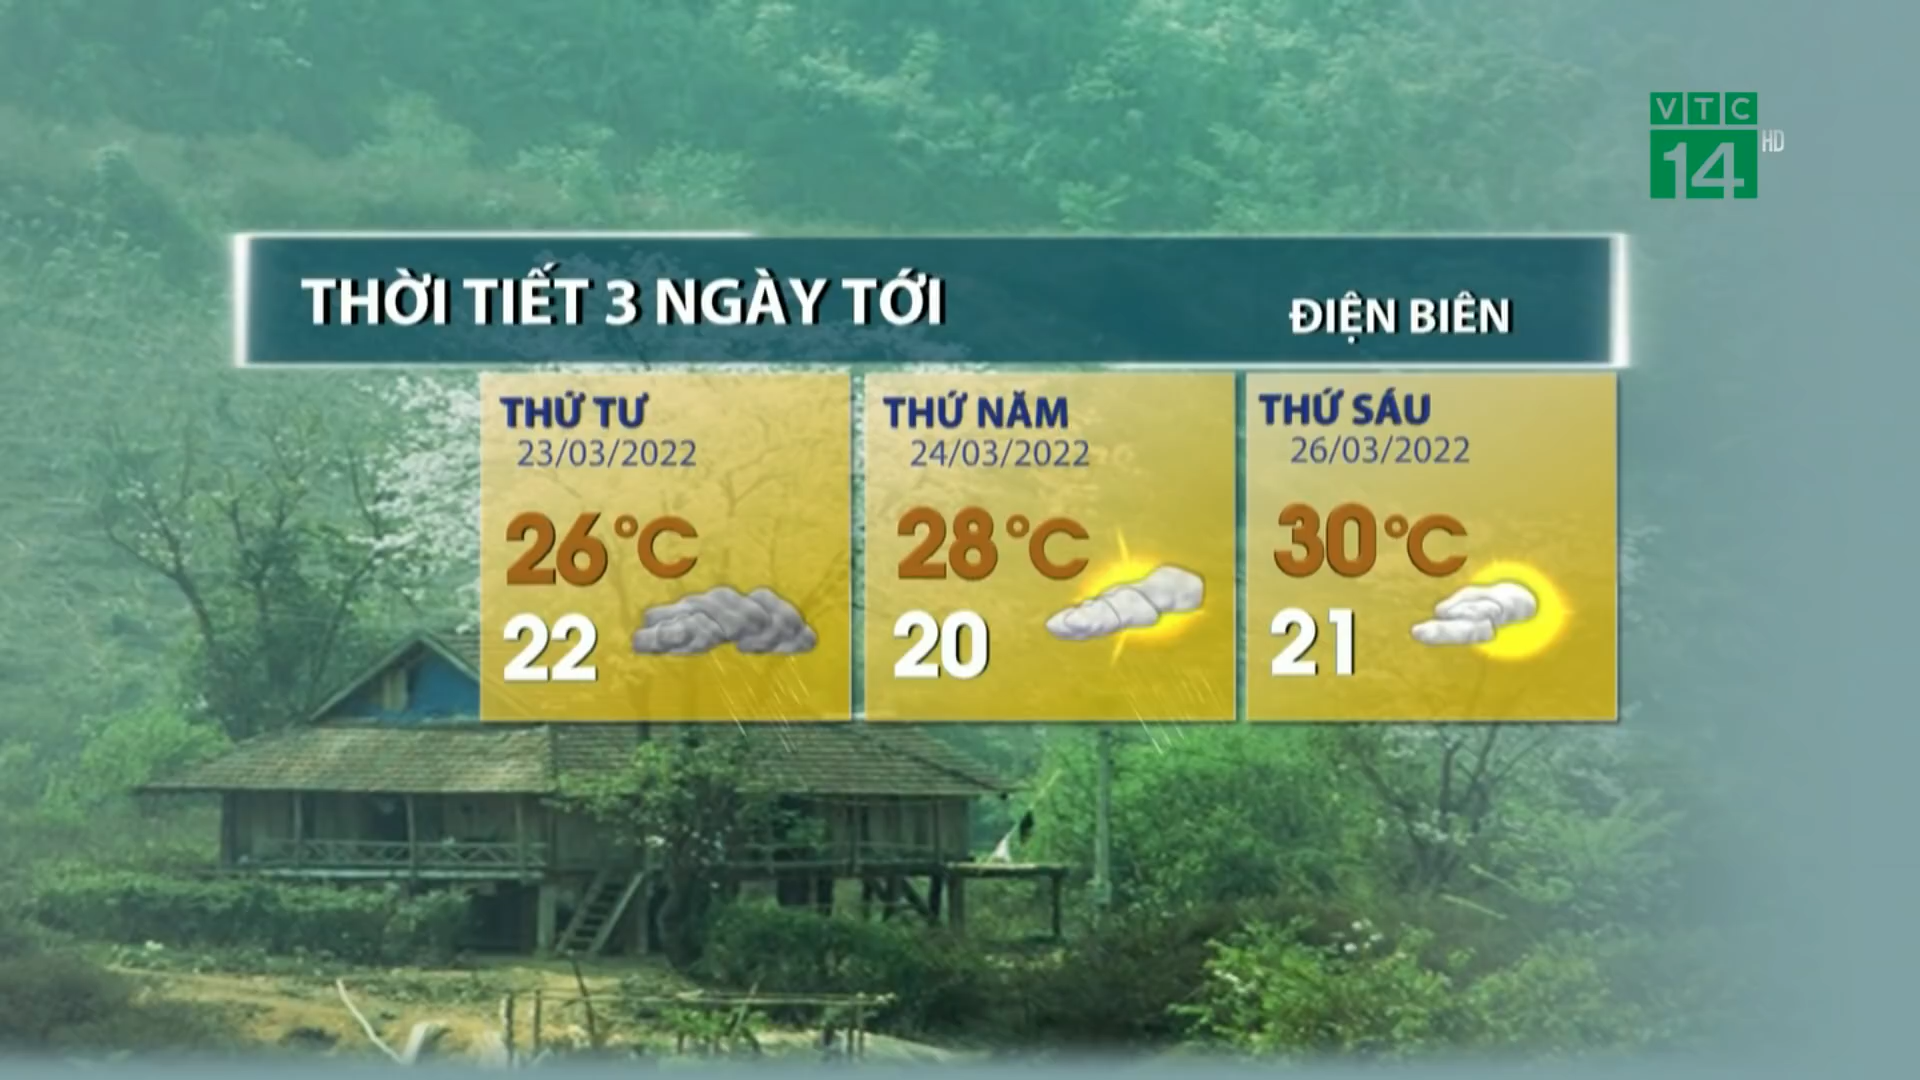 VTC
14 HD
THỜI TIẾT 3 NGÀY TỚI
ĐIỆN BIÊN
THỨ TƯ
23/03/2022
26°C
22
THỨ NĂM
24/03/2022
28°C
20
THỨ SÁU
26/03/2022
30°C
21